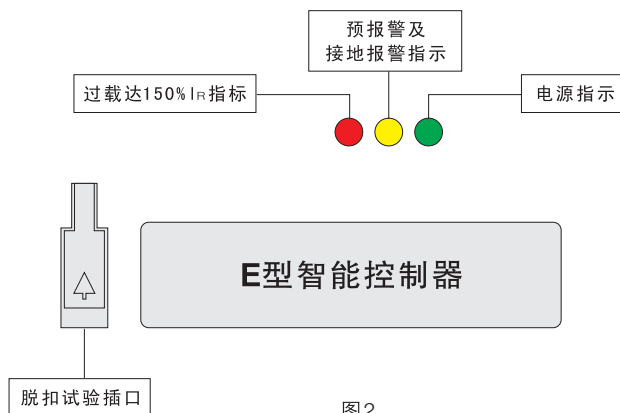 预报警及
接地报警指示
过载达150%IR指标
电源指示
E型智能控制器
脱扣试验插口
图2